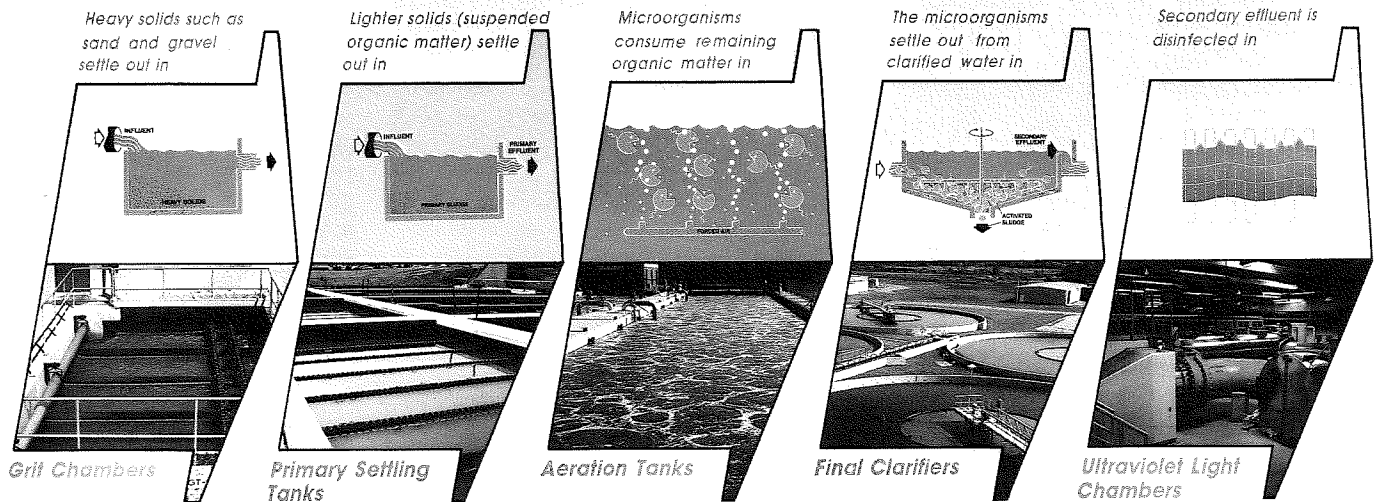 Heavy solids such as
sand and gravel
settle out in
INFLUENT
HEAVY SOLIDS
Grit Chambers
Lighter solids (suspended
organic matter) settle
out in
INFLUENT
PRIMARY
EFFLUENT
PRIMARY SLUDGE
Primary Settling
Tanks
Microorganisms
consume remaining
organic matter in
FORCED AIR
Aeration Tanks
The microorganisms
settle out from
clarified water in
SECONDARY
EFFLUENT
ACTIVATED
SLUDGE
Final Clarifiers
Secondary effluent is
disinfected in
Ultraviolet Light
Chambers